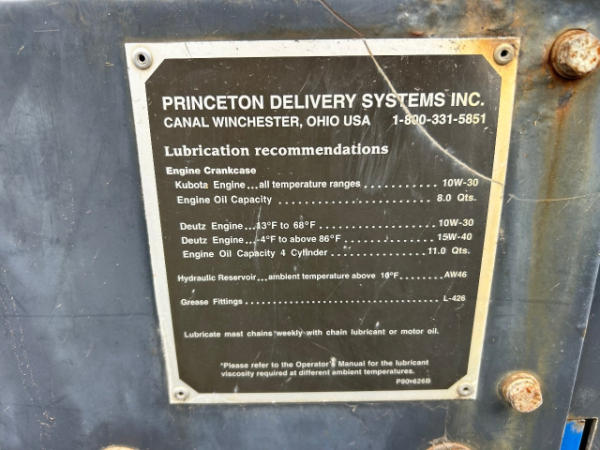 PRINCETON DELIVERY SYSTEMS INC.
CANAL WINCHESTER, OHIO USA 1-800-331-5851
Lubrication recommendations
Engine Crankcase
Kubota Engine...all temperature ranges ........... 10W-30
Engine Oil Capacity .......................... 8.0 Qts.
Deutz Engine...-13°F to 68°F .................... 10W-30
Deutz Engine...-4°F to above 86°F ............... 15W-40
Engine Oil Capacity 4 Cylinder ................ 11.0 Qts.
Hydraulic Reservoir...ambient temperature above 10°F........ AW46
Grease Fittings ........................................ L-426
Lubricate mast chains weekly with chain lubricant or motor oil.
*Please refer to the Operator's Manual for the lubricant
viscosity required at different ambient temperatures.
P90-626B